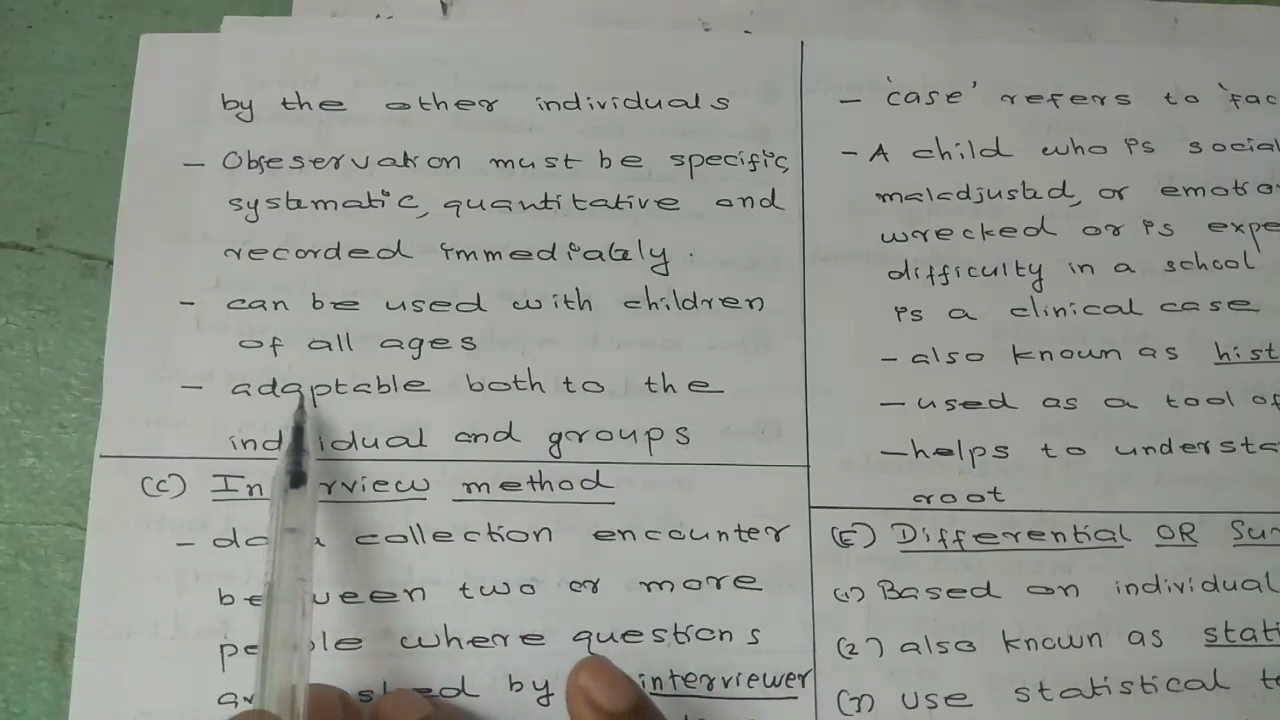 by the other individuals
- Observation must be specific,
systematic, quantitative and
recorded immediately.
- can be used with children
of all ages
- adaptable both to the
individual and groups
(C) Interview method
- data collection encounter
between two or more
people where questions
by interviewer
- 'case' refers to
- A child who is
maladjusted, or
wrecked or is
difficulty in a school
is a clinical case
- also known as
- used as a tool of
- helps to
root
(E) Differential OR
(1) Based on individual
(2) also known as
use statistical